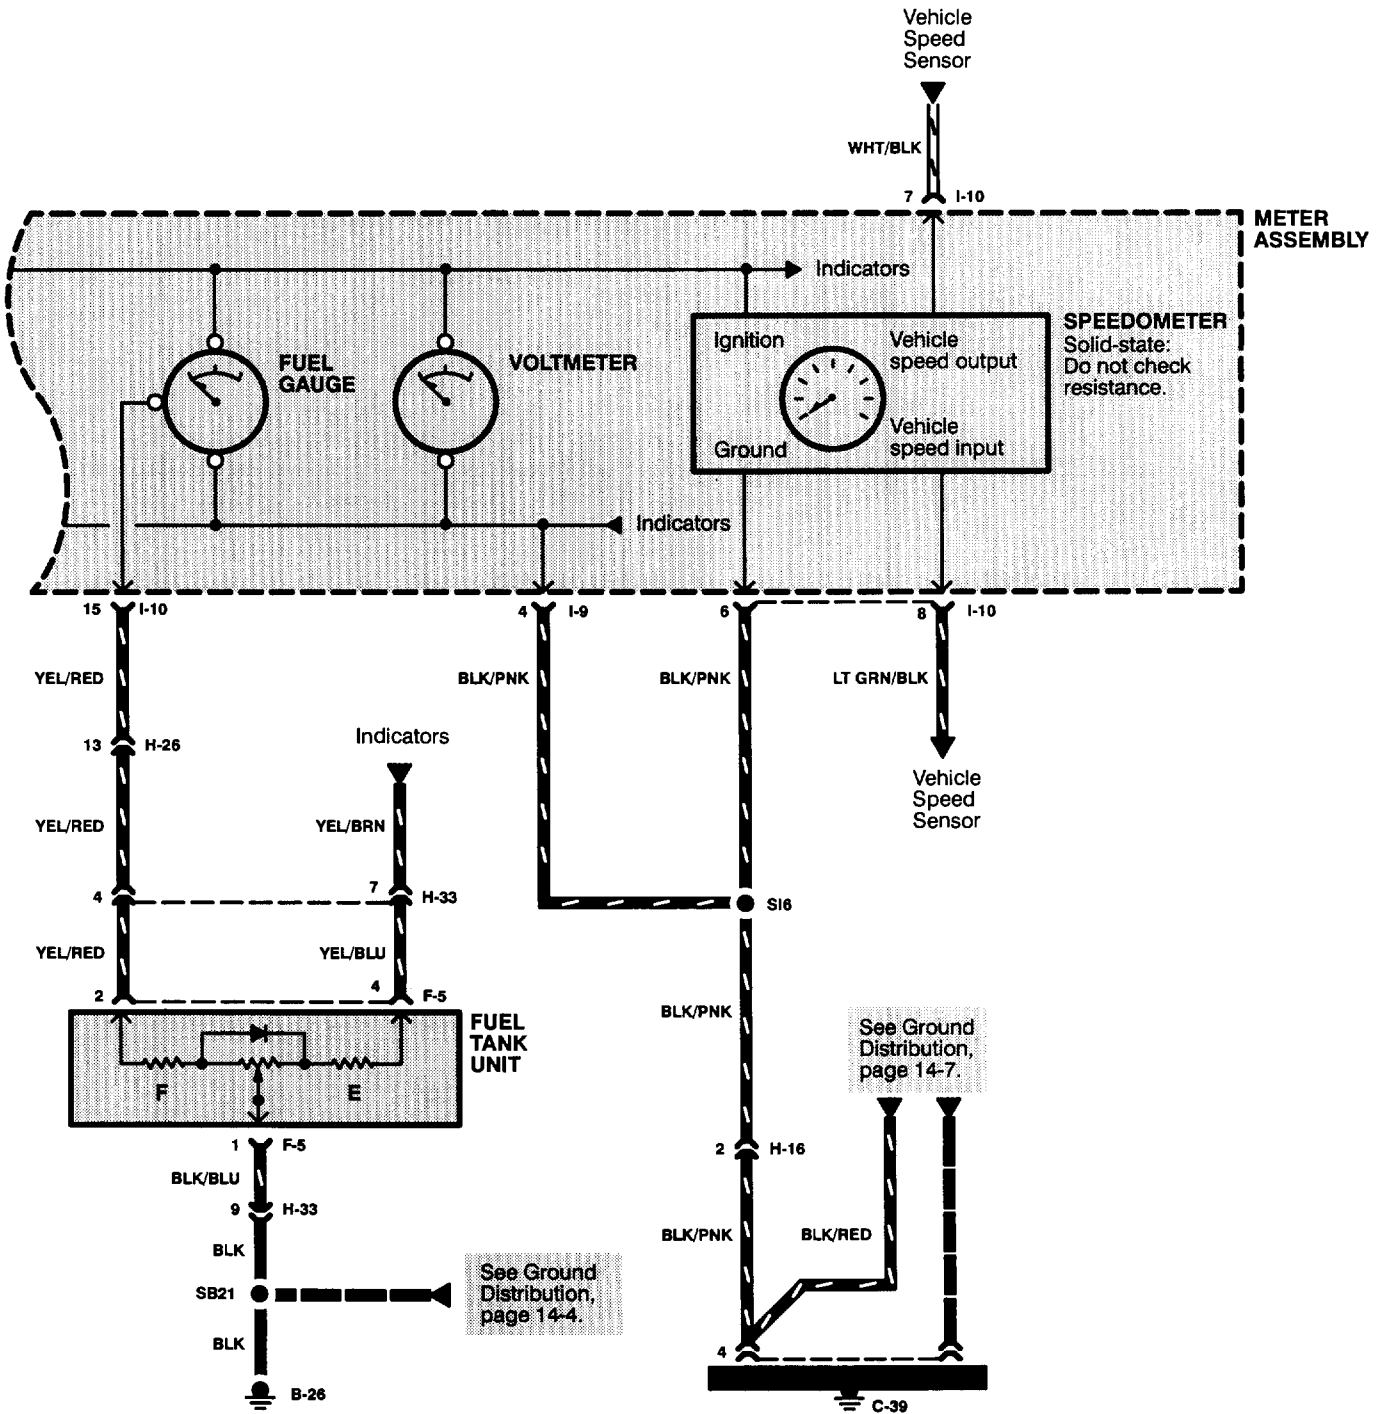 Vehicle
Speed
Sensor
WHT/BLK
7 I-10
METER
ASSEMBLY
Indicators
FUEL
GAUGE
VOLTMETER
Ignition
Vehicle
speed output
Ground
Vehicle
speed input
SPEEDOMETER
Solid-state:
Do not check
resistance.
Indicators
15 I-10
4 I-9
6
8 I-10
YEL/RED
BLK/PNK
BLK/PNK
LT GRN/BLK
13 H-26
Indicators
Vehicle
Speed
Sensor
YEL/RED
YEL/BRN
4
7 H-33
SI6
YEL/RED
YEL/BLU
2
4 F-5
BLK/PNK
FUEL
TANK
UNIT
F
E
See Ground
Distribution,
page 14-7.
1 F-5
2 H-16
BLK/BLU
9 H-33
BLK
BLK/PNK
BLK/RED
SB21
See Ground
Distribution,
page 14-4.
BLK
4
B-26
C-39